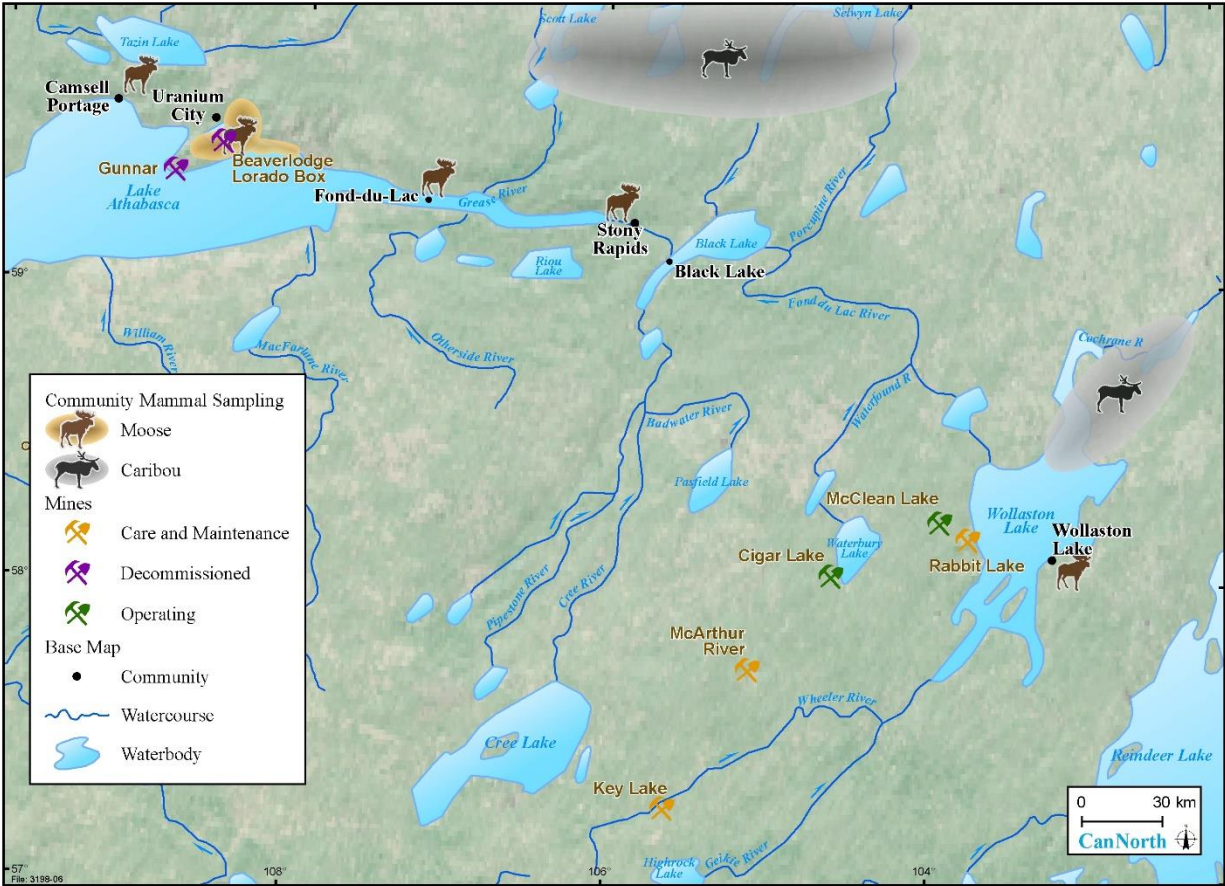 Scott Lake
Selwyn Lake
Tazin Lake
Camsell
Portage
Uranium
City
Gunnar
Beaverlodge
Lorado Box
Lake
Athabasca
Fond-du-Lac
Grease River
Stony
Rapids
Black Lake
Black Lake
Riou
Lake
Porcupine River
59°
Fond du Lac River
William River
MacFarlane River
Otherside River
Cochrane R
Waterfound R
Badwater River
Pasfield Lake
McClean Lake
Wollaston
Lake
Wollaston
Lake
Rabbit Lake
Cigar Lake
Waterbury
Lake
58°
Pipestone River
Cree River
McArthur
River
Wheeler River
Cree Lake
Key Lake
Reindeer Lake
Highrock
Lake
Geikie River
57°
108°
106°
104°
Community Mammal Sampling
Moose
Caribou
Mines
Care and Maintenance
Decommissioned
Operating
Base Map
Community
Watercourse
Waterbody
0 30 km
CanNorth
File: 3198-06